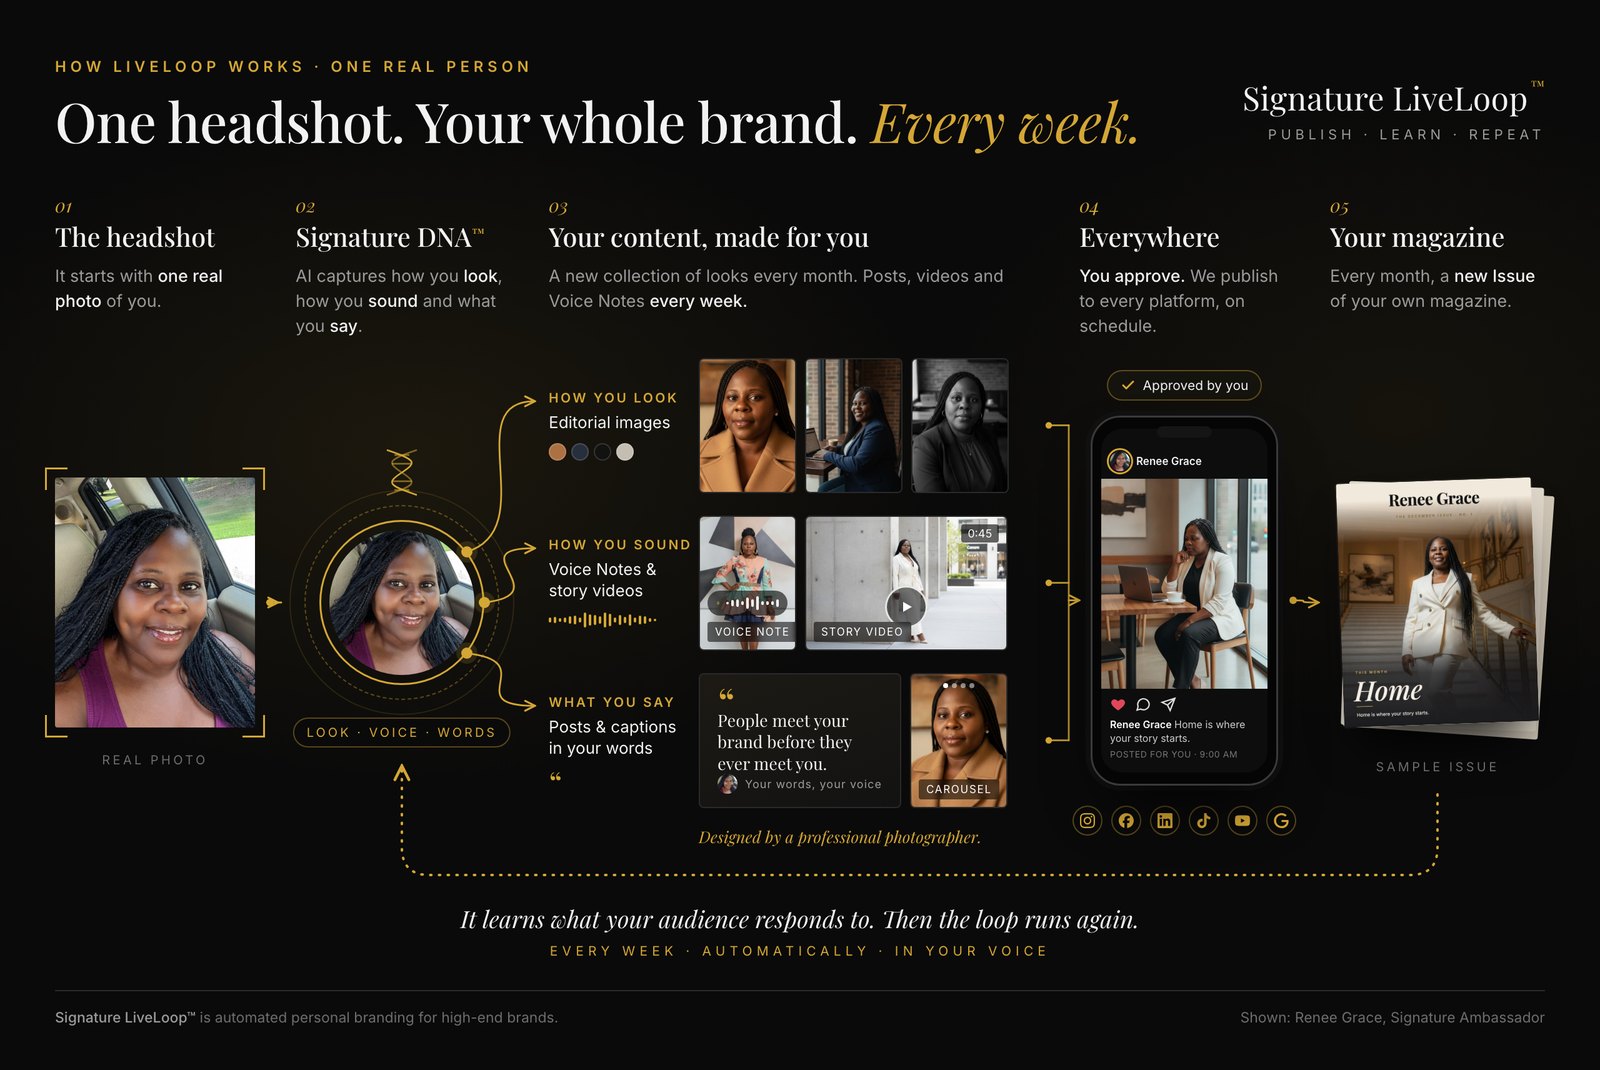 HOW LIVELOOP WORKS · ONE REAL PERSON
One headshot. Your whole brand. Every week.
Signature LiveLoop™
PUBLISH · LEARN · REPEAT
01
The headshot
It starts with one real
photo of you.
02
Signature DNA™
AI captures how you look,
how you sound and what
you say.
03
Your content, made for you
A new collection of looks every month. Posts, videos and
Voice Notes every week.
04
Everywhere
You approve. We publish
to every platform, on
schedule.
05
Your magazine
Every month, a new Issue
of your own magazine.
REAL PHOTO
LOOK · VOICE · WORDS
HOW YOU LOOK
Editorial images
HOW YOU SOUND
Voice Notes &
story videos
WHAT YOU SAY
Posts & captions
in your words
“
VOICE NOTE
0:45
STORY VIDEO
“
People meet your
brand before they
ever meet you.
Your words, your voice
CAROUSEL
Designed by a professional photographer.
Approved by you
Renee Grace
Renee Grace Home is where
your story starts.
POSTED FOR YOU · 9:00 AM
Renee Grace
THIS MONTH
Home
Home is where your story starts.
SAMPLE ISSUE
It learns what your audience responds to. Then the loop runs again.
EVERY WEEK · AUTOMATICALLY · IN YOUR VOICE
Signature LiveLoop™ is automated personal branding for high-end brands.
Shown: Renee Grace, Signature Ambassador